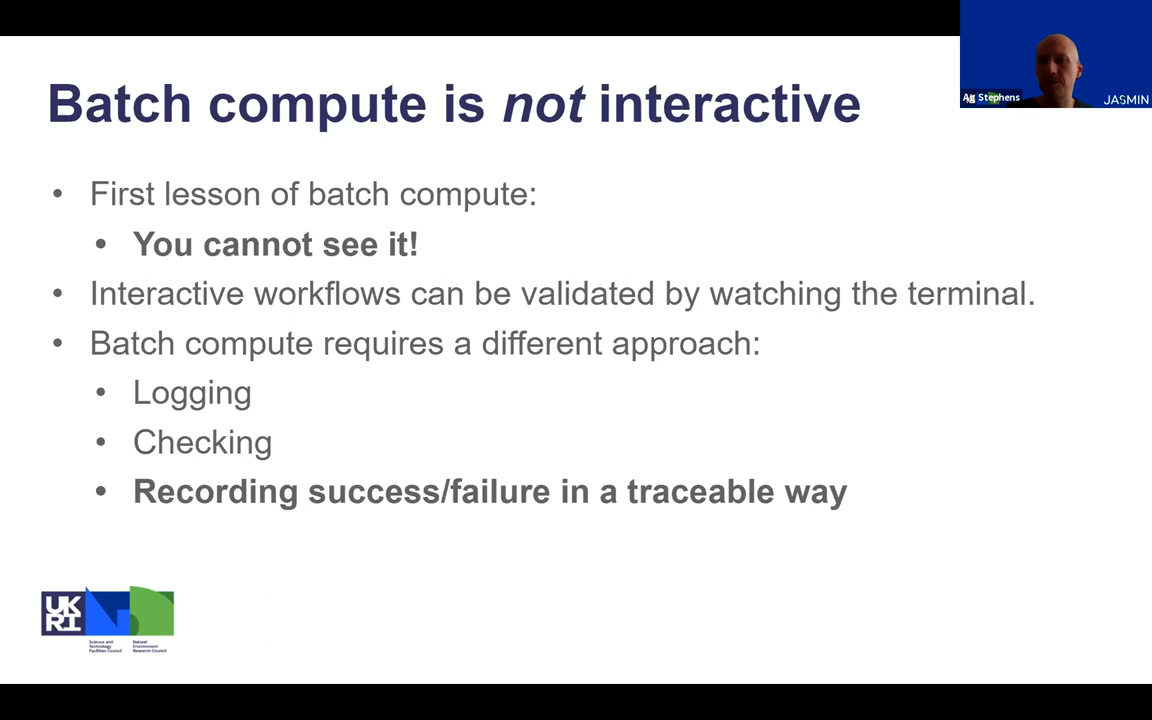 Batch compute is not interactive
Ag Stephens
JASMIN
• First lesson of batch compute:
• You cannot see it!
• Interactive workflows can be validated by watching the terminal.
• Batch compute requires a different approach:
• Logging
• Checking
• Recording success/failure in a traceable way
UK
RI
Science and
Technology
Facilities Council
Natural
Environment
Research Council